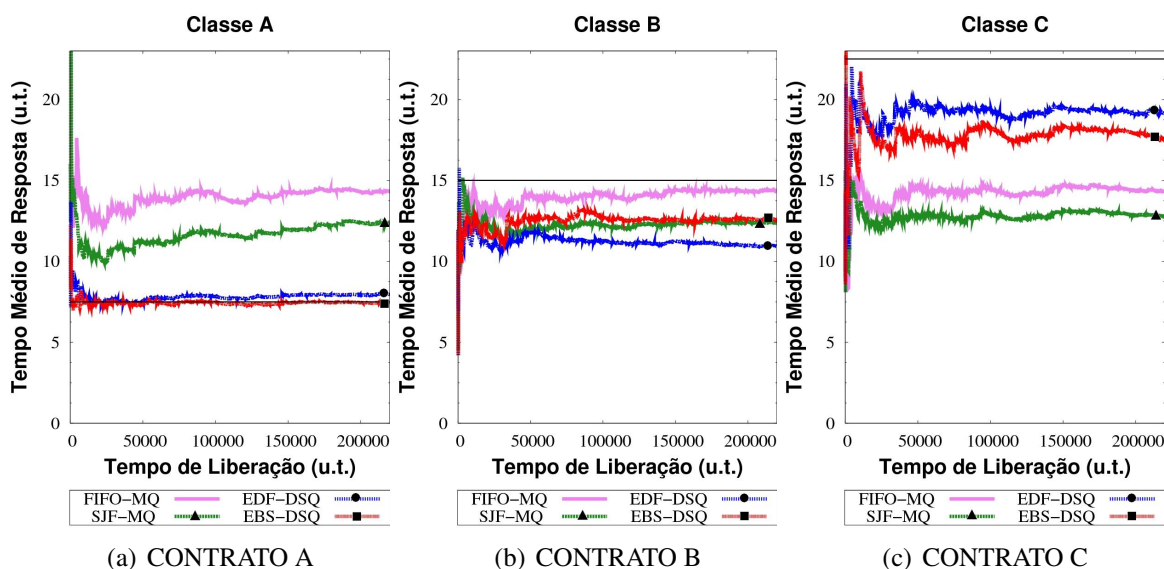 Classe A
Tempo Médio de Resposta (u.t.)
20
15
10
5
0
0 50000 100000 150000 200000
Tempo de Liberação (u.t.)
FIFO−MQ EDF−DSQ
SJF−MQ EBS−DSQ
(a) CONTRATO A
Classe B
Tempo Médio de Resposta (u.t.)
20
15
10
5
0
0 50000 100000 150000 200000
Tempo de Liberação (u.t.)
FIFO−MQ EDF−DSQ
SJF−MQ EBS−DSQ
(b) CONTRATO B
Classe C
Tempo Médio de Resposta (u.t.)
20
15
10
5
0
0 50000 100000 150000 200000
Tempo de Liberação (u.t.)
FIFO−MQ EDF−DSQ
SJF−MQ EBS−DSQ
(c) CONTRATO C